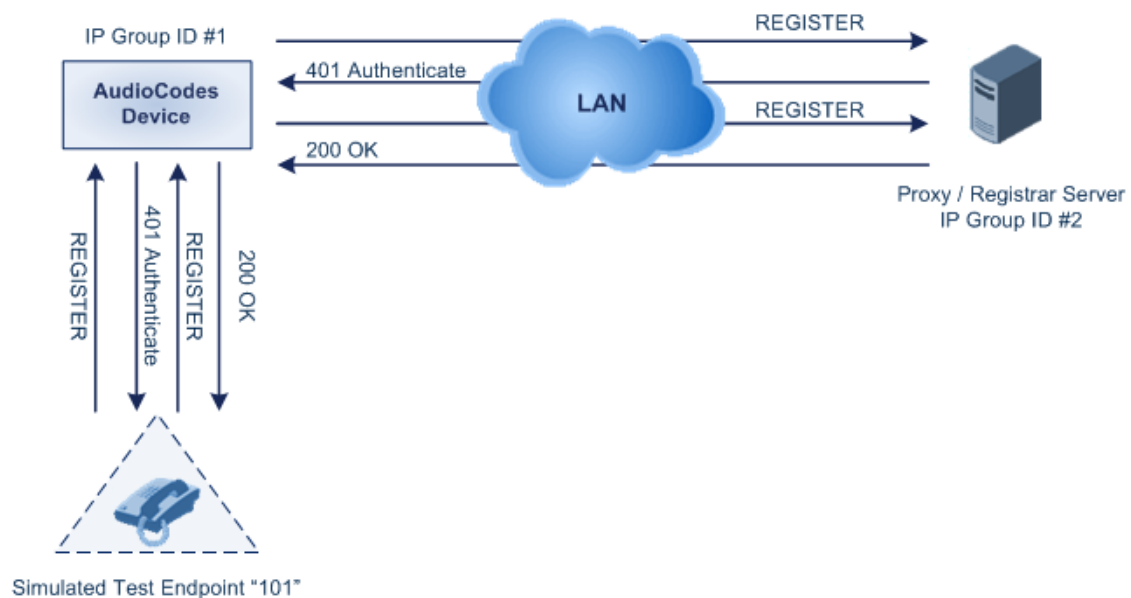 IP Group ID #1
AudioCodes
Device
REGISTER
401 Authenticate
LAN
REGISTER
200 OK
Proxy / Registrar Server
IP Group ID #2
REGISTER
401 Authenticate
REGISTER
200 OK
Simulated Test Endpoint “101”